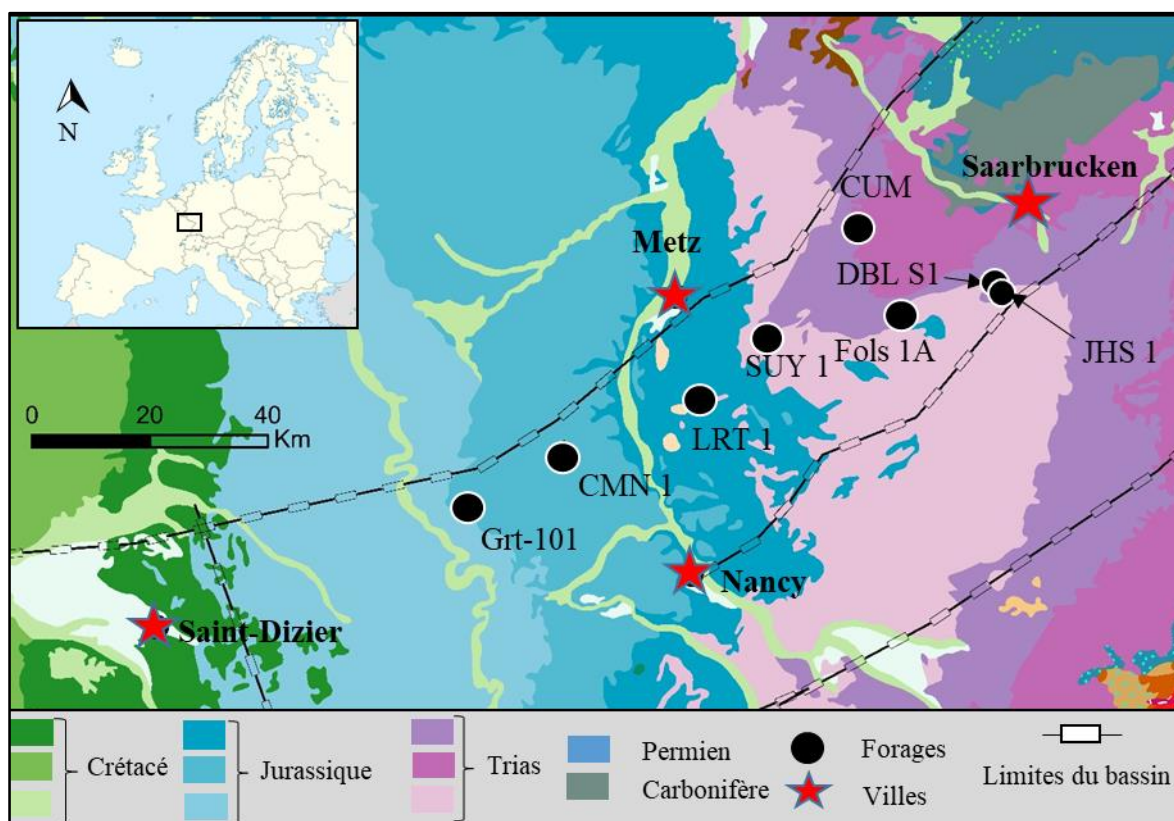 N
Saarbrucken
CUM
Metz
DBL S1
JHS 1
Fols 1A
SUY 1
0 20 40
Km
LRT 1
CMN 1
Grt-101
Nancy
Saint-Dizier
Crétacé
Jurassique
Trias
Permien
Carbonifère
Forages
Villes
Limites du bassin